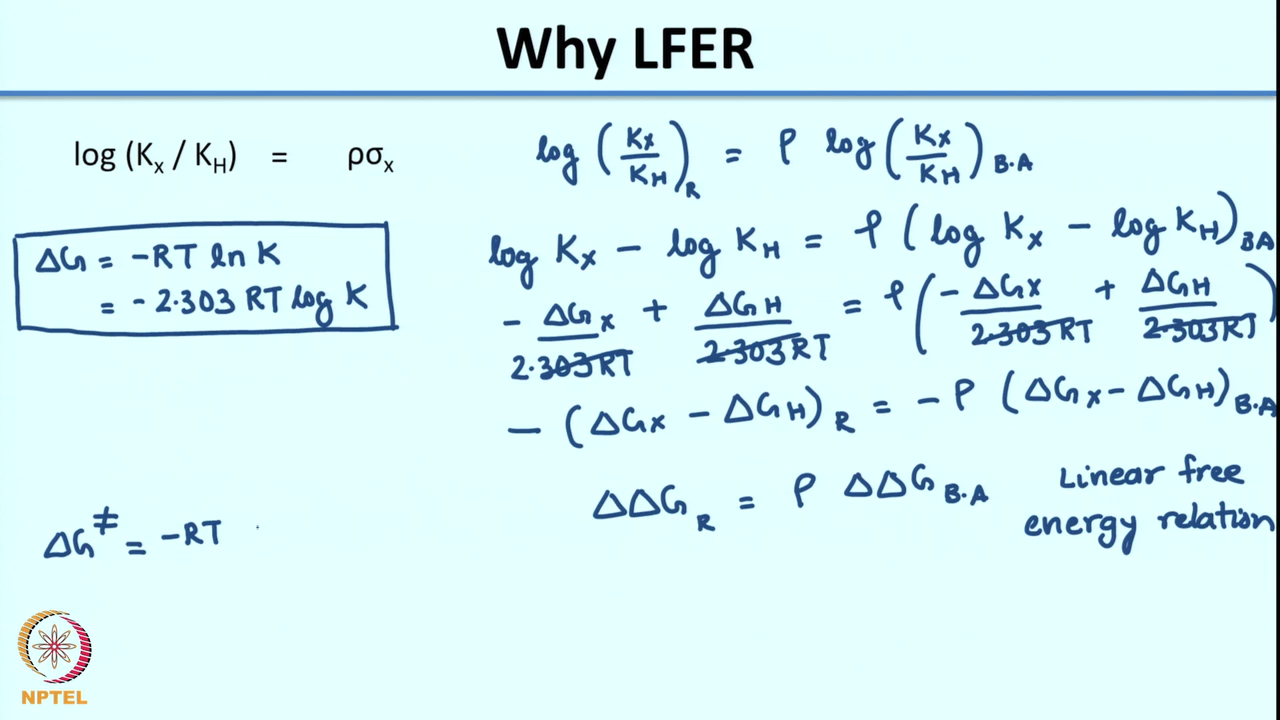 Why LFER
log (Kx / KH) = ρσx
ΔG = -RT ln K
= - 2.303 RT log K
log (Kx/KH)R = ρ log (Kx/KH)B.A
log Kx - log KH = ρ (log Kx - log KH)BA
- ΔGx/2.303RT + ΔGH/2.303RT = ρ (- ΔGx/2.303RT + ΔGH/2.303RT)
- (ΔGx - ΔGH)R = - ρ (ΔGx - ΔGH)B.A
ΔΔGR = ρ ΔΔGB.A
Linear free
energy relation
ΔG≠ = -RT
NPTEL